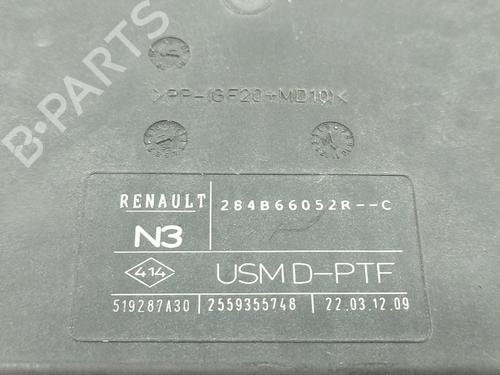 B-PARTS
>PP-(GF20+MD10)<
RENAULT 284B66052R--C
N3
414 USM D-PTF
519287A30 2559355748 22.03.12.09